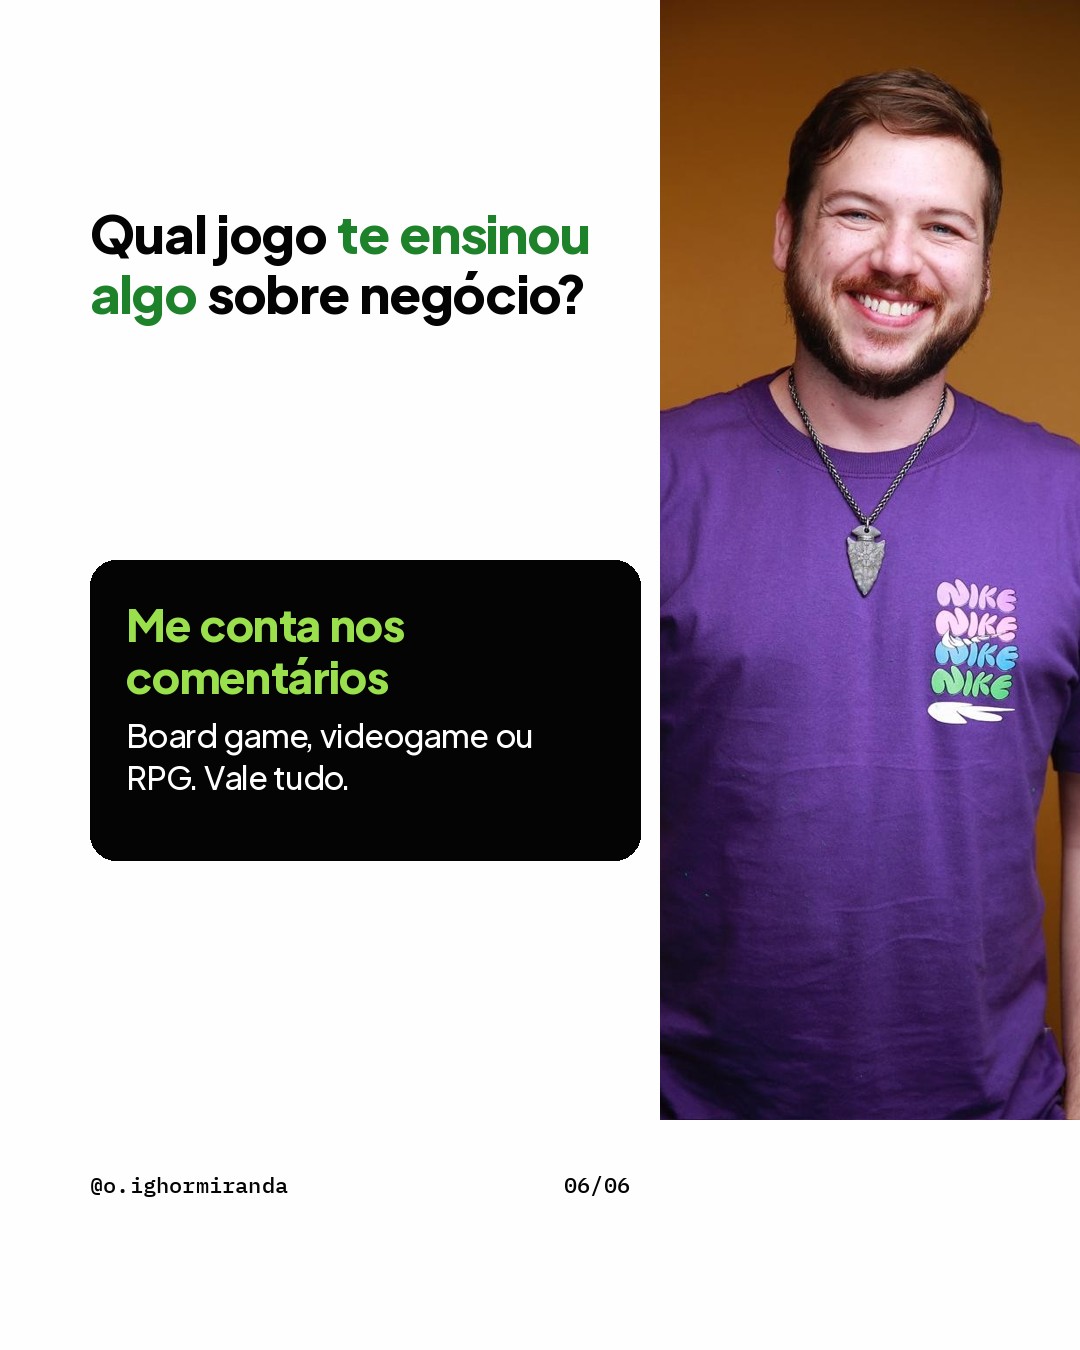 Qual jogo te ensinou
algo sobre negócio?
Me conta nos
comentários
Board game, videogame ou
RPG. Vale tudo.
NIKE
NIKE
NIKE
NIKE
@o.ighormiranda
06/06